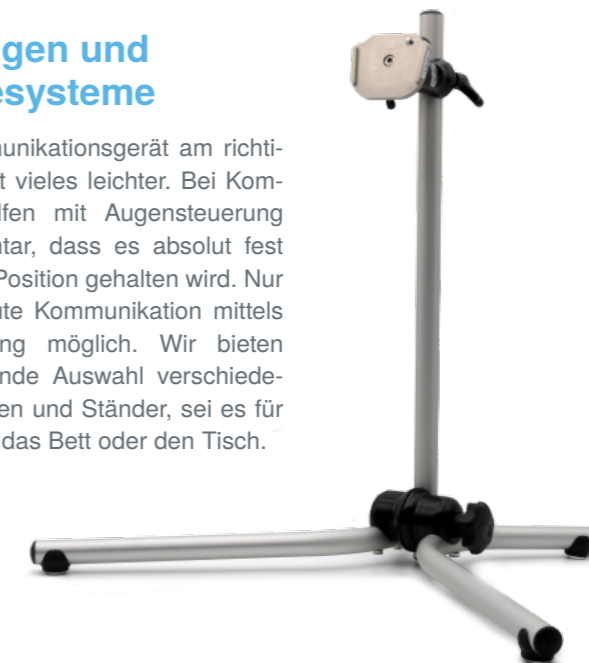 gen und
esysteme
unikationsgerät am richti-
t vieles leichter. Bei Kom-
lfen mit Augensteuerung
ntar, dass es absolut fest
Position gehalten wird. Nur
ute Kommunikation mittels
ng möglich. Wir bieten
nde Auswahl verschiede-
en und Ständer, sei es für
das Bett oder den Tisch.